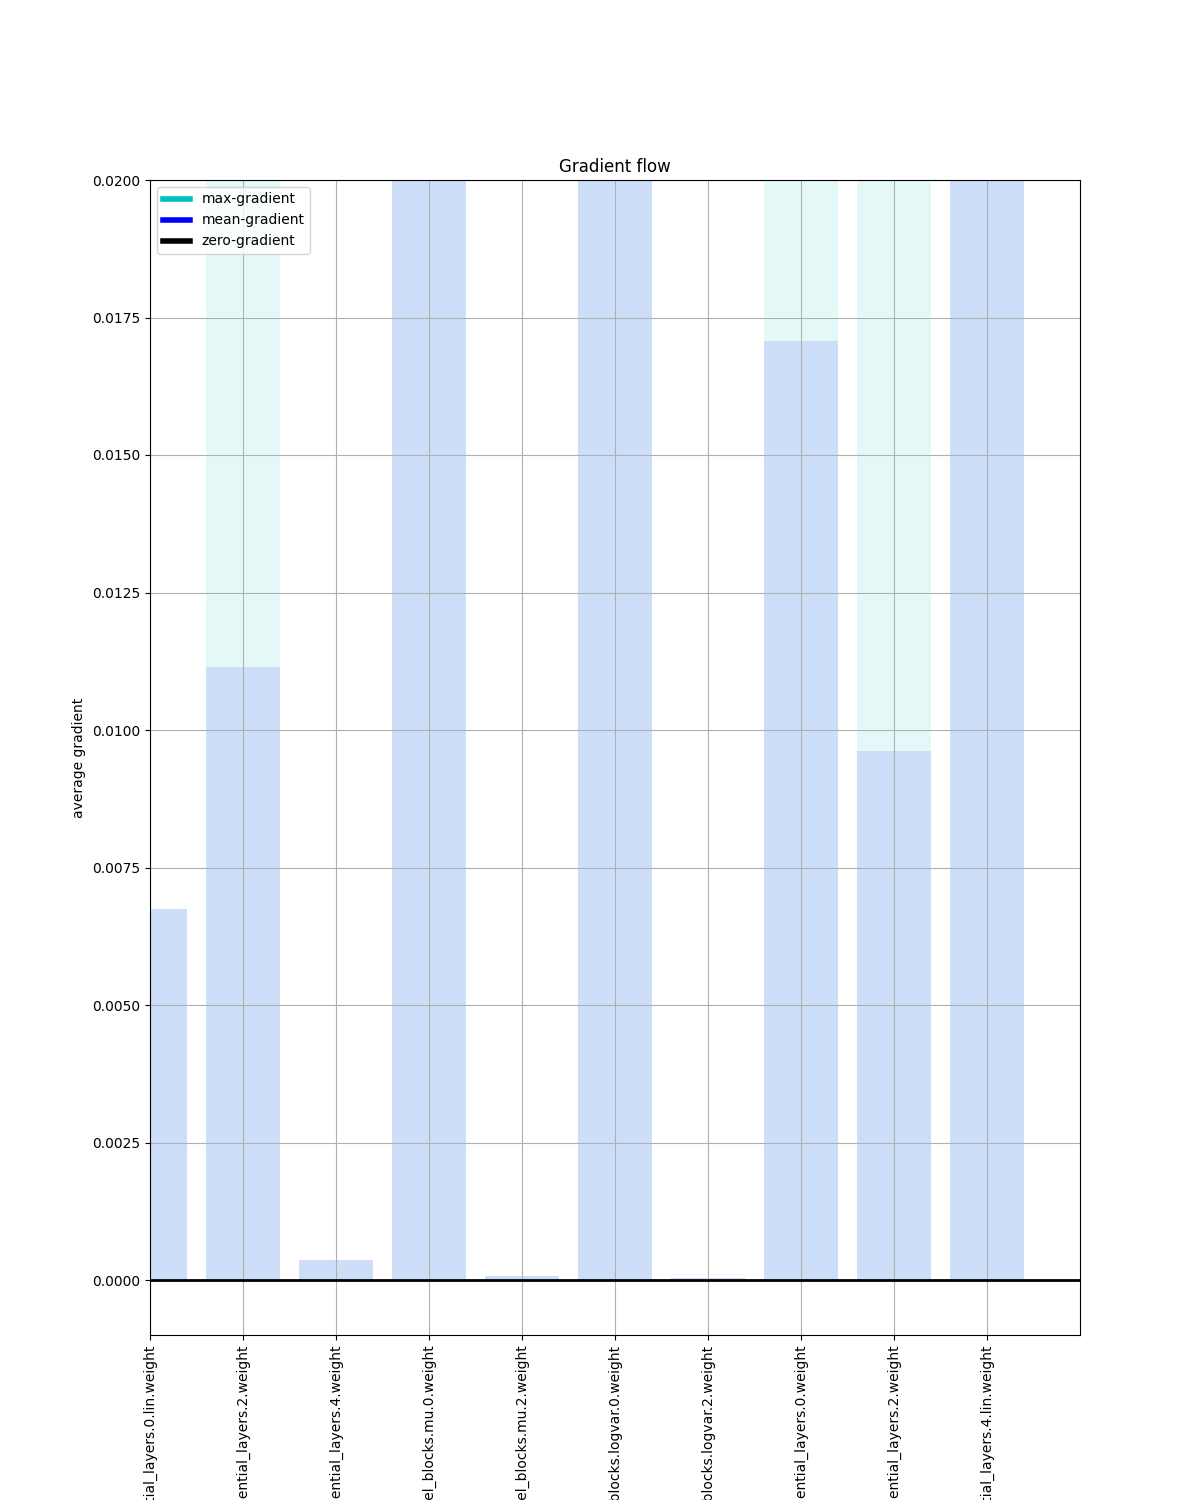 Gradient flow
max-gradient
mean-gradient
zero-gradient
0.0200
0.0175
0.0150
0.0125
0.0100
0.0075
0.0050
0.0025
0.0000
average gradient
tial_layers.0.lin.weight
ential_layers.2.weight
ential_layers.4.weight
el_blocks.mu.0.weight
el_blocks.mu.2.weight
blocks.logvar.0.weight
blocks.logvar.2.weight
ential_layers.0.weight
ential_layers.2.weight
tial_layers.4.lin.weight